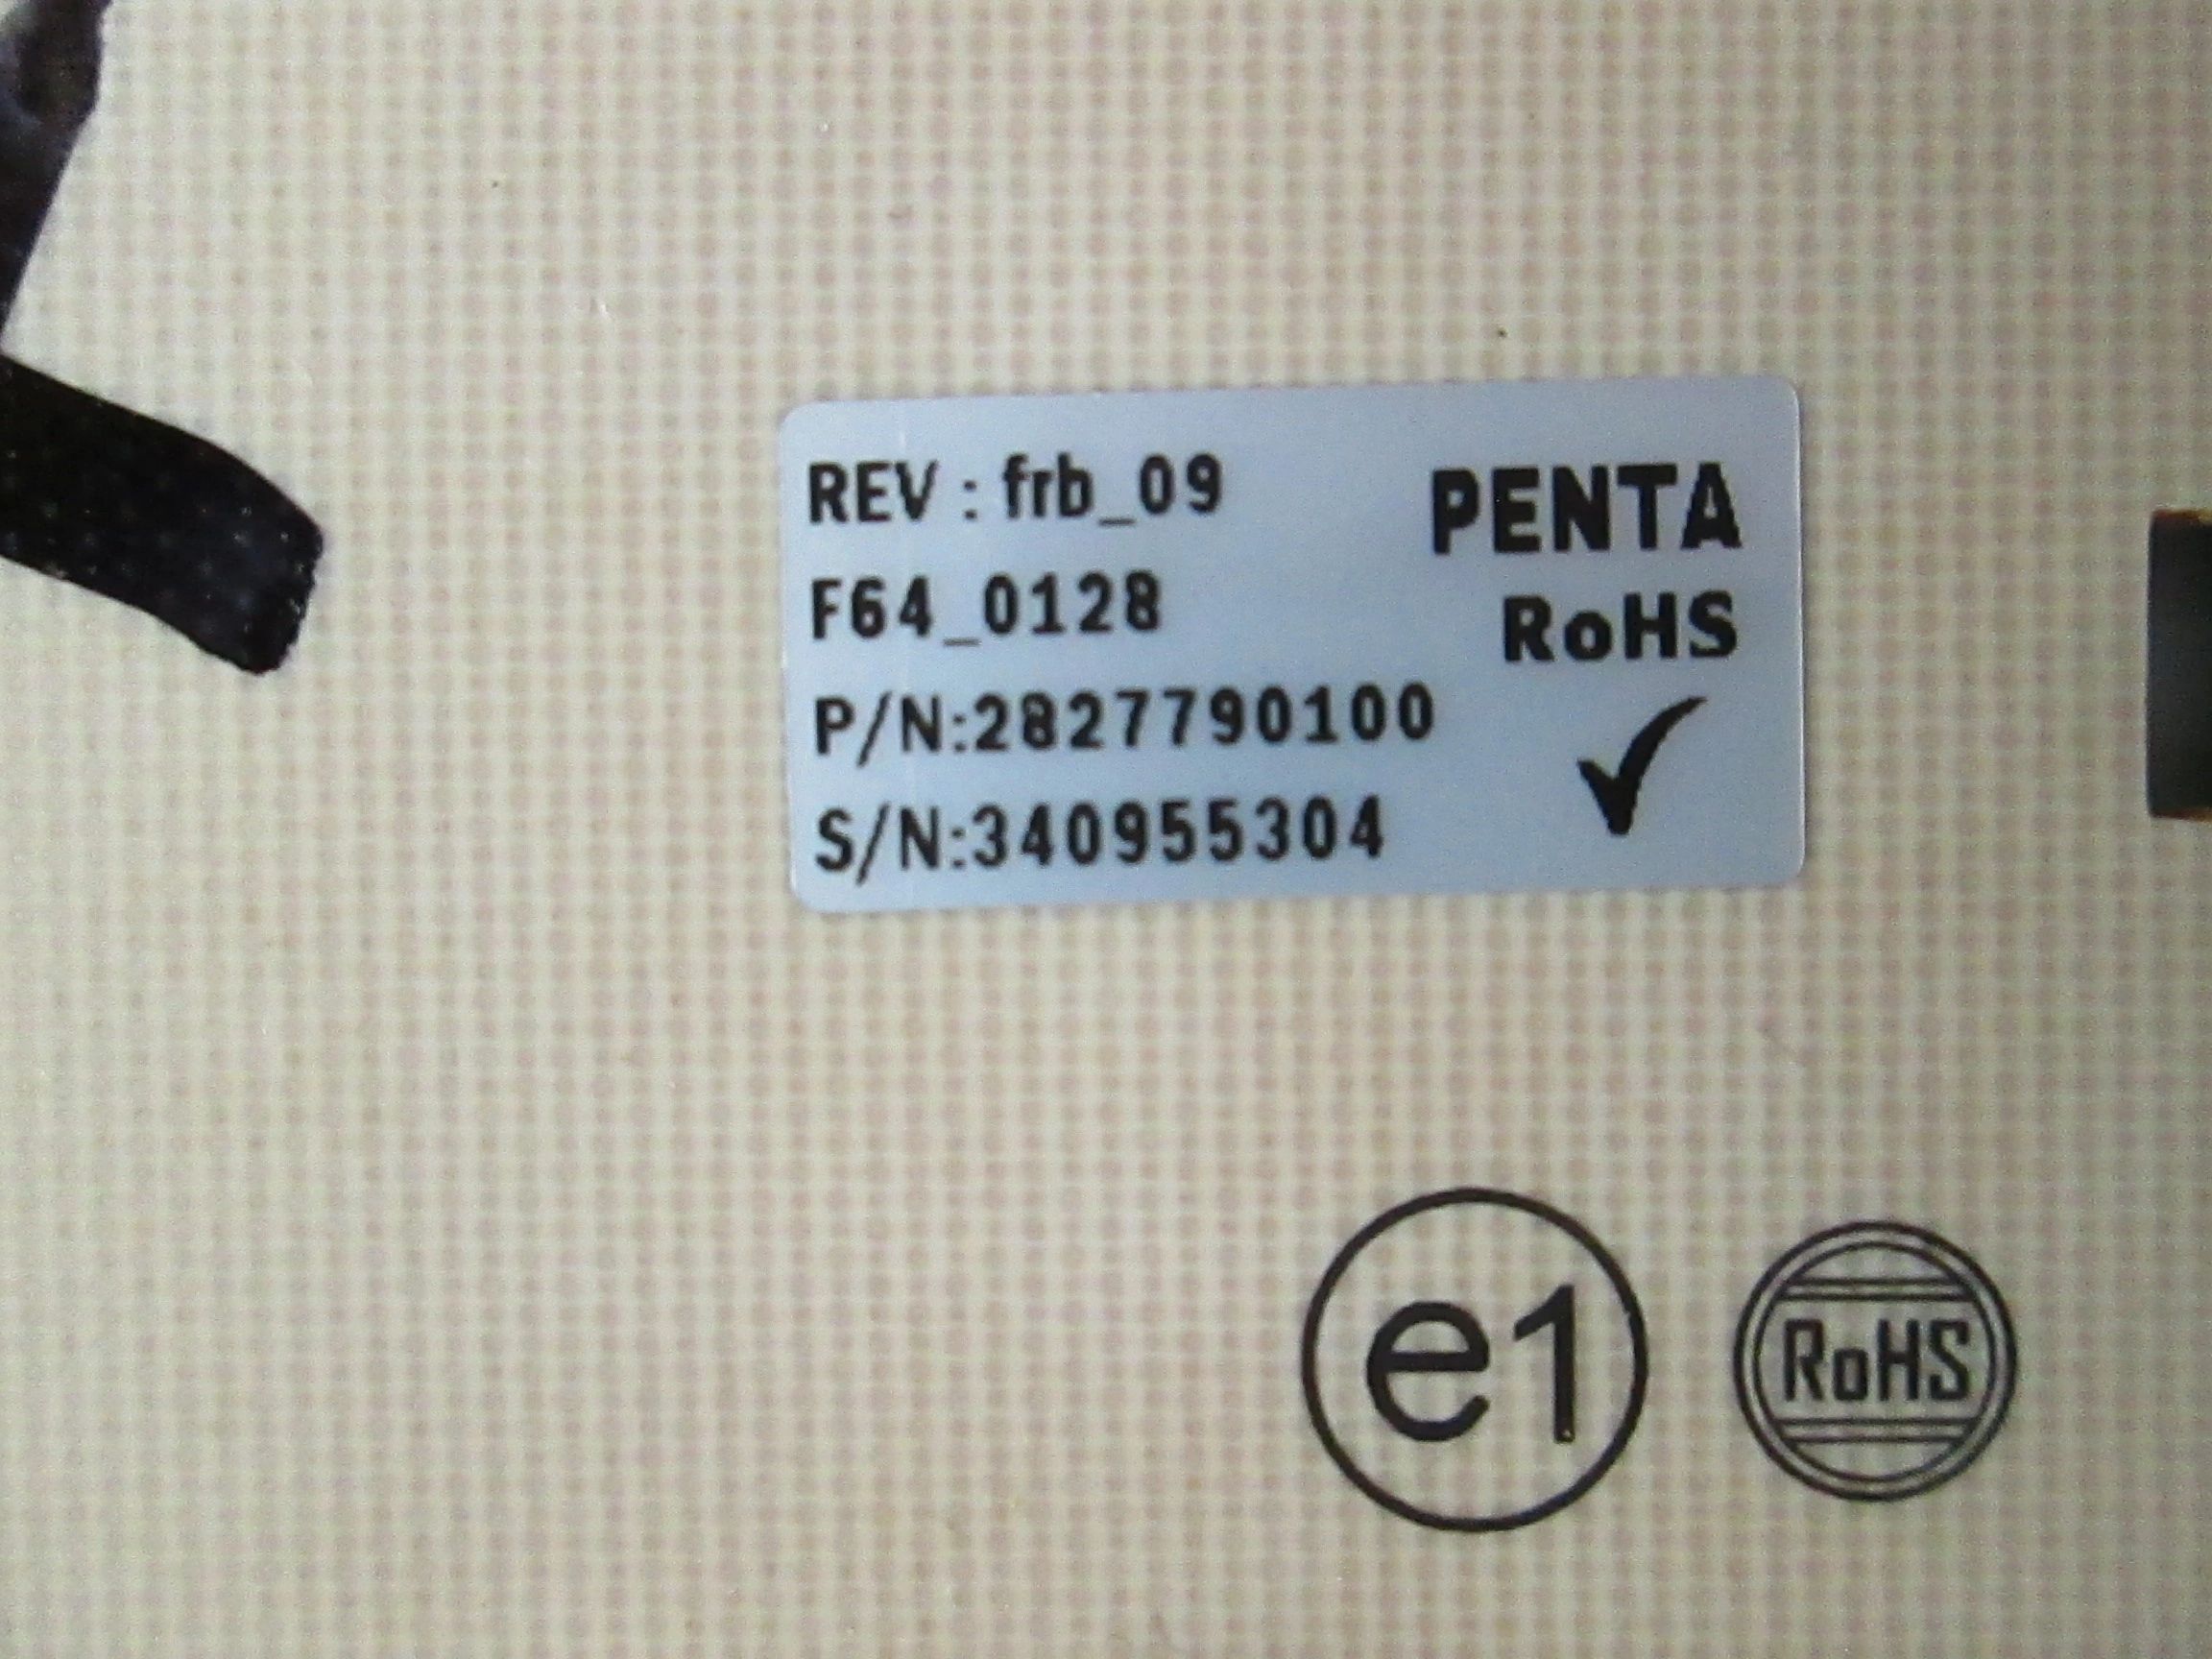 REV : frb_09
PENTA
F64_0128
RoHS
P/N:2827790100
S/N:340955304
e1
RoHS